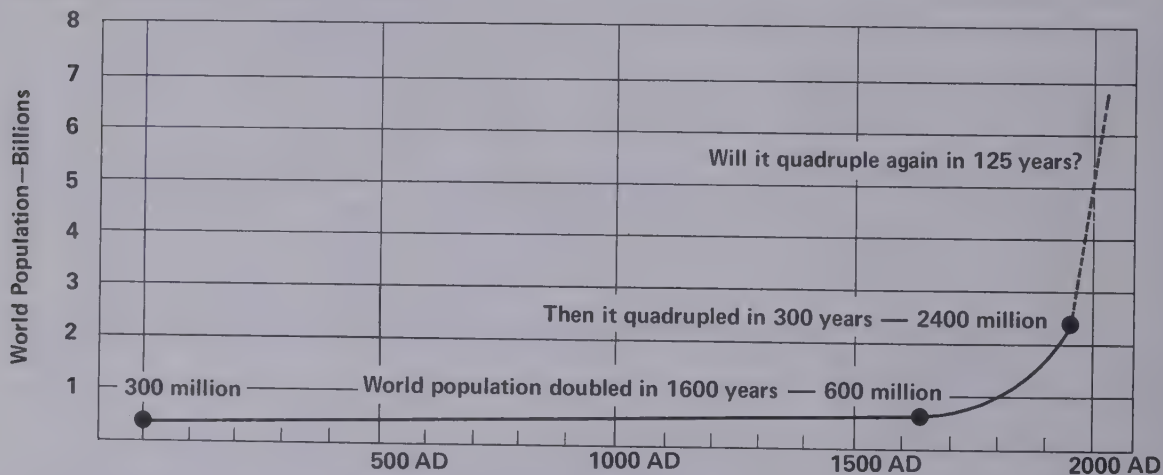 World Population—Billions
8
7
6
5
4
3
2
1
Will it quadruple again in 125 years?
Then it quadrupled in 300 years — 2400 million
300 million
World population doubled in 1600 years — 600 million
500 AD
1000 AD
1500 AD
2000 AD